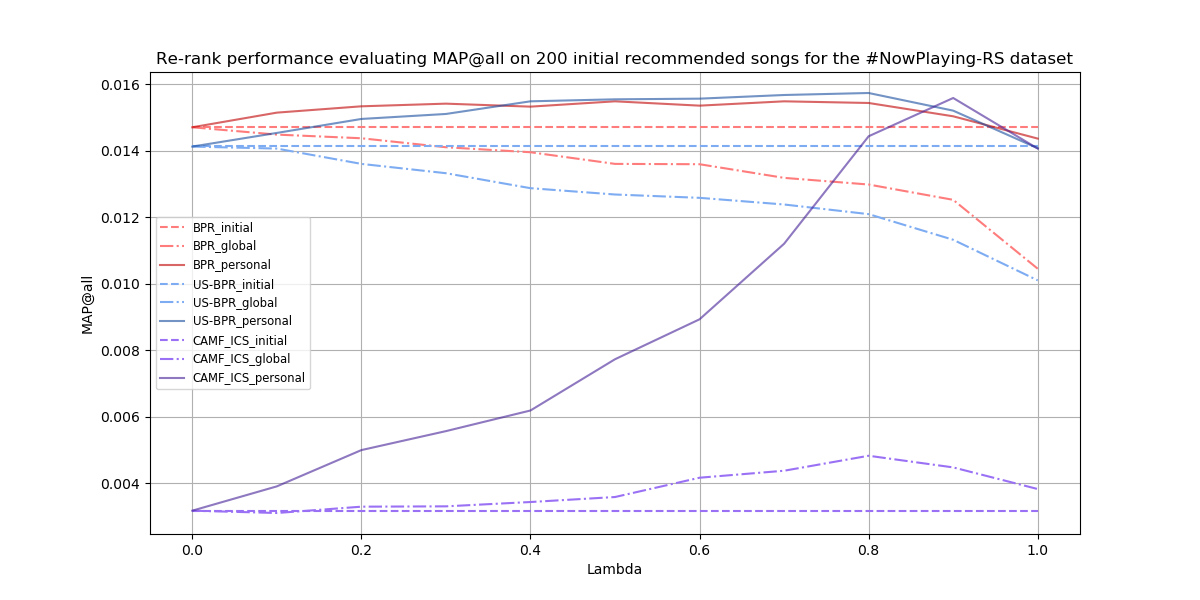 Re-rank performance evaluating MAP@all on 200 initial recommended songs for the #NowPlaying-RS dataset
0.016
0.014
0.012
0.010
0.008
0.006
0.004
MAP@all
BPR_initial
BPR_global
BPR_personal
US-BPR_initial
US-BPR_global
US-BPR_personal
CAMF_ICS_initial
CAMF_ICS_global
CAMF_ICS_personal
0.0 0.2 0.4 0.6 0.8 1.0
Lambda